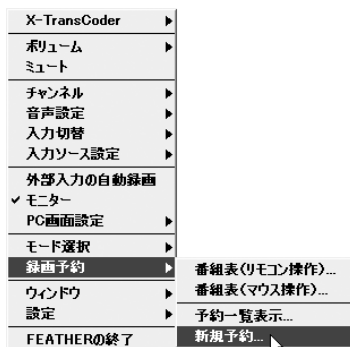 X-TransCoder
ボリューム
ミュート
チャンネル
音声設定
入力切替
入力ソース設定
外部入力の自動録画
モニター
PC画面設定
モード選択
録画予約
ウィンドウ
設定
FEATHERの終了
番組表(リモコン操作)...
番組表(マウス操作)...
予約一覧表示...
新規予約...